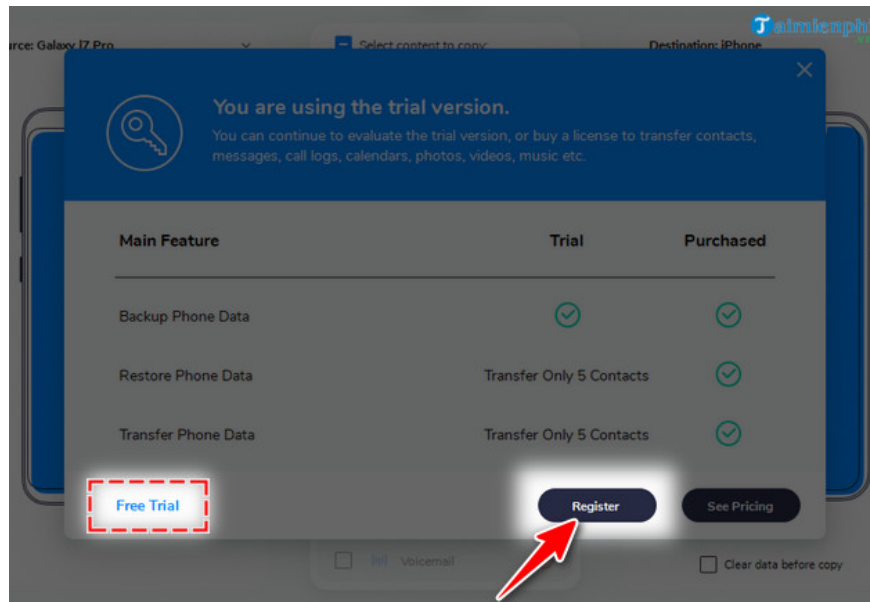 Taimienphi
.vn
urce: Galaxy J7 Pro
Select content to copy:
Destination: iPhone
You are using the trial version.
You can continue to evaluate the trial version, or buy a license to transfer contacts,
messages, call logs, calendars, photos, videos, music etc.
Main Feature Trial Purchased
Backup Phone Data
Restore Phone Data Transfer Only 5 Contacts
Transfer Phone Data Transfer Only 5 Contacts
Free Trial Register See Pricing
Voicemail
Clear data before copy